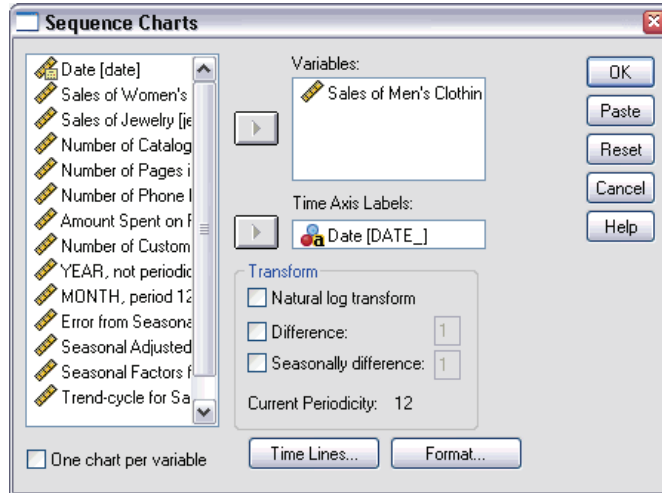 Sequence Charts
Date [date]
Sales of Women's
Sales of Jewelry [je
Number of Catalog
Number of Pages i
Number of Phone l
Amount Spent on F
Number of Custom
YEAR, not periodic
MONTH, period 12
Error from Seasona
Seasonal Adjusted
Seasonal Factors f
Trend-cycle for Sa
One chart per variable
Variables:
Sales of Men's Clothin
Time Axis Labels:
Date [DATE_]
Transform
Natural log transform
Difference: 1
Seasonally difference: 1
Current Periodicity: 12
Time Lines...
Format...
OK
Paste
Reset
Cancel
Help